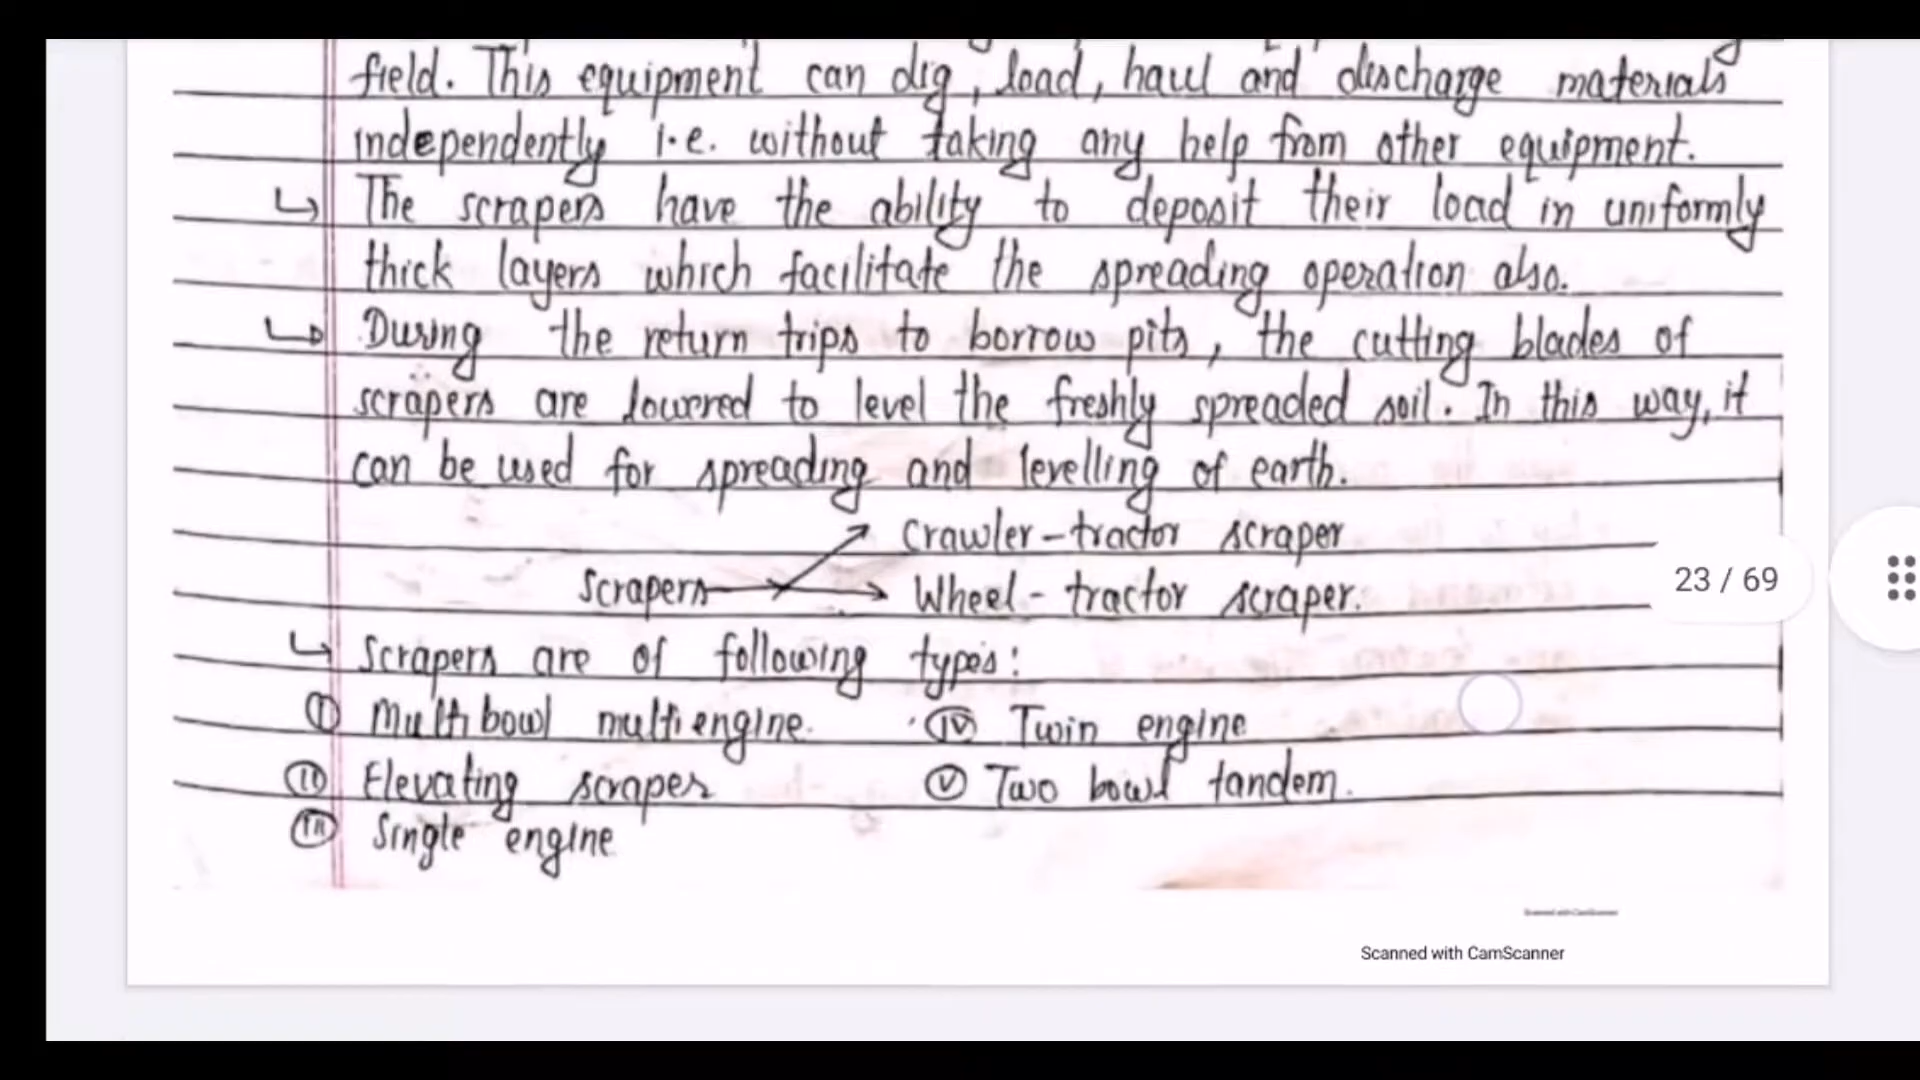 field. This equipment can dig, load, haul and discharge materials
independently i.e. without taking any help from other equipment.
↳ The scrapers have the ability to deposit their load in uniformly
thick layers which facilitate the spreading operation also.
↳ During the return trips to borrow pits, the cutting blades of
scrapers are lowered to level the freshly spreaded soil. In this way, it
can be used for spreading and levelling of earth.
Crawler-tractor scraper
Scrapers → Wheel-tractor scraper.
23 / 69
↳ Scrapers are of following types:
(I) Multi bowl multi engine. (IV) Twin engine
(II) Elevating scraper (V) Two bowl tandem.
(III) Single engine
Scanned with CamScanner
Scanned with CamScanner